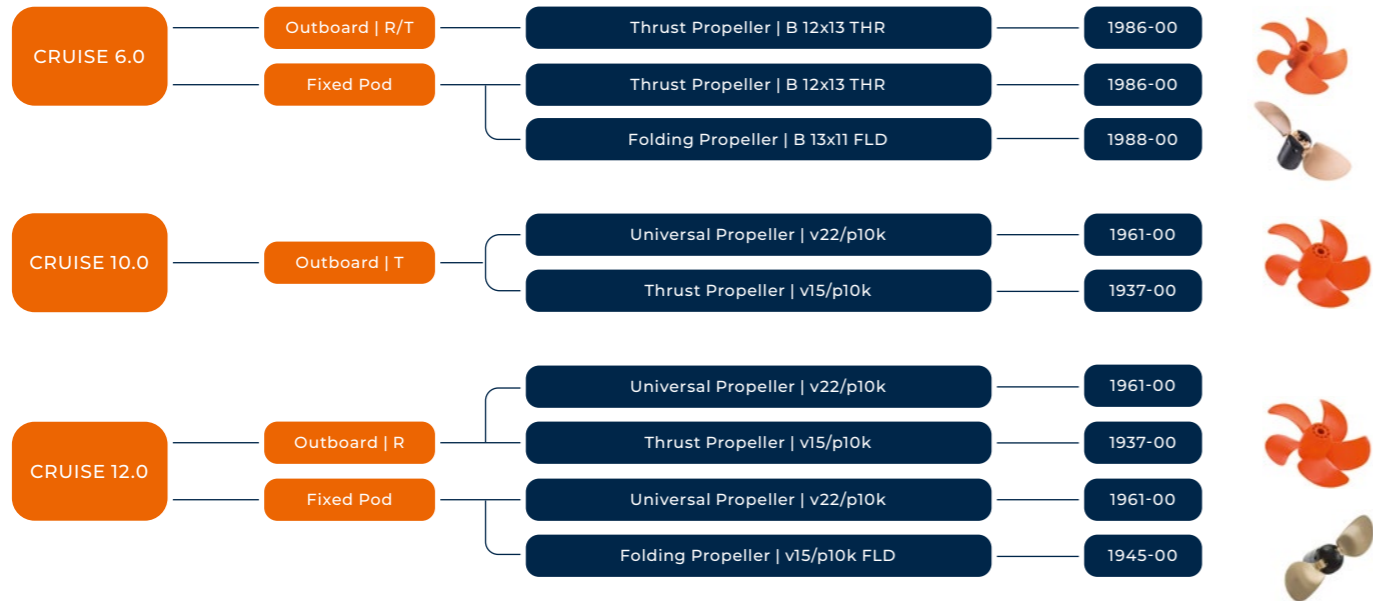 CRUISE 6.0
Outboard | R/T
Thrust Propeller | B 12x13 THR
1986-00
Fixed Pod
Thrust Propeller | B 12x13 THR
1986-00
Folding Propeller | B 13x11 FLD
1988-00
CRUISE 10.0
Outboard | T
Universal Propeller | v22/p10k
1961-00
Thrust Propeller | v15/p10k
1937-00
CRUISE 12.0
Outboard | R
Universal Propeller | v22/p10k
1961-00
Thrust Propeller | v15/p10k
1937-00
Fixed Pod
Universal Propeller | v22/p10k
1961-00
Folding Propeller | v15/p10k FLD
1945-00